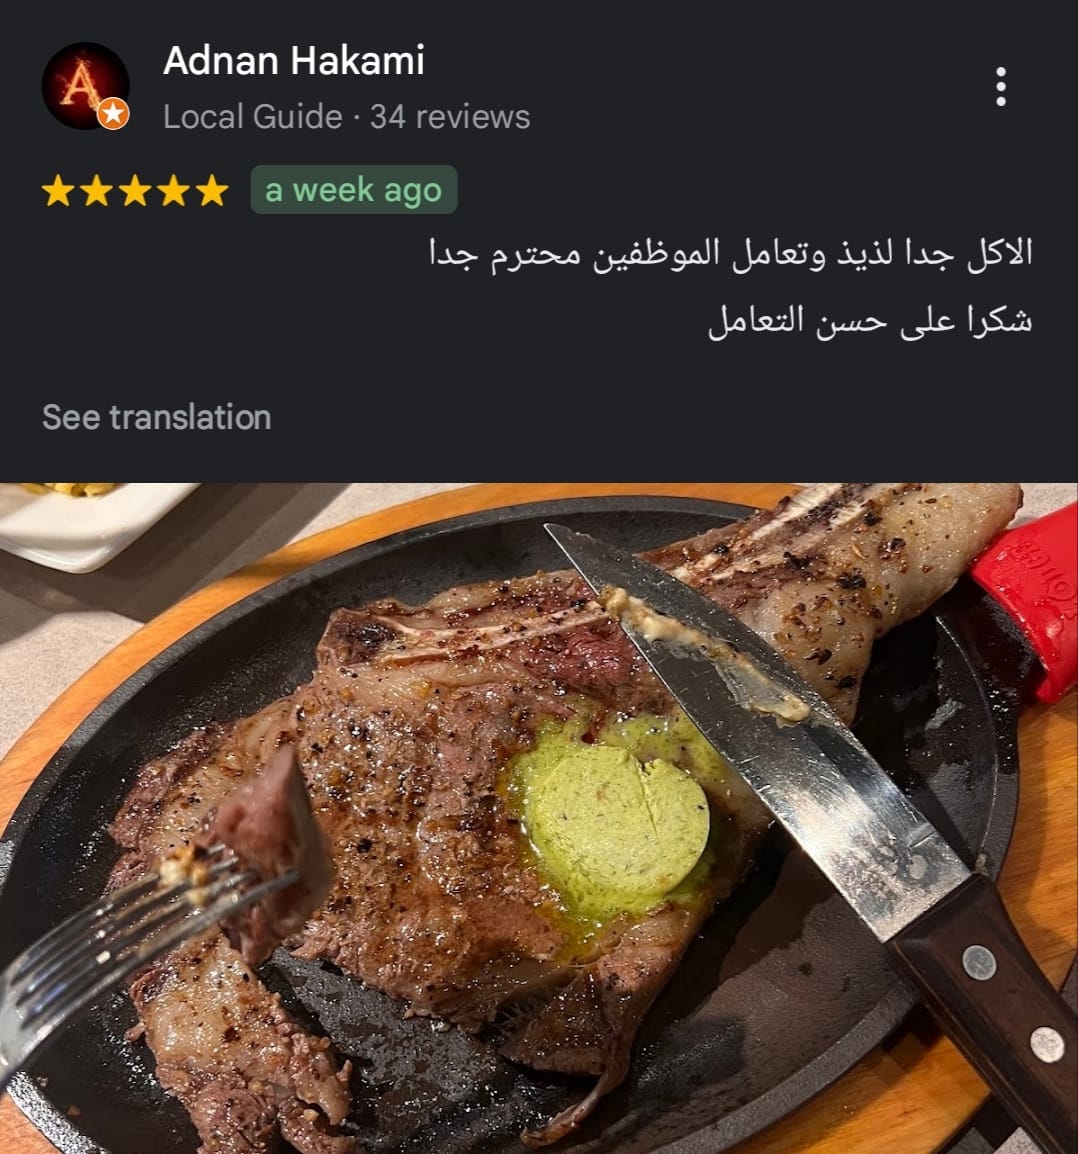 Adnan Hakami
Local Guide · 34 reviews
a week ago
الاكل جدا لذيذ وتعامل الموظفين محترم جدا
شكرا على حسن التعامل
See translation